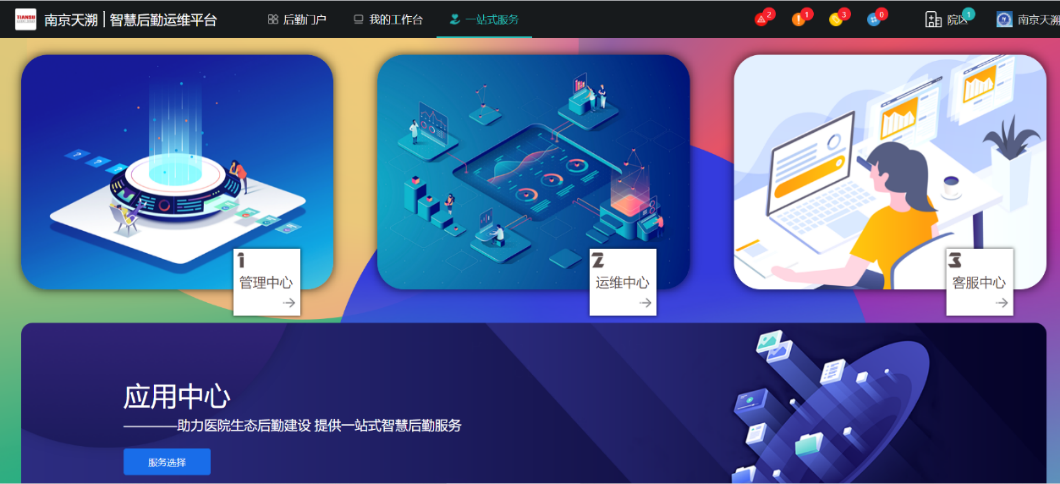 TIANSU
南京天溯 | 智慧后勤运维平台
后勤门户
我的工作台
一站式服务
2
1
3
0
院区
1
南京天溯
1
管理中心
2
运维中心
3
客服中心
应用中心
————助力医院生态后勤建设 提供一站式智慧后勤服务
服务选择